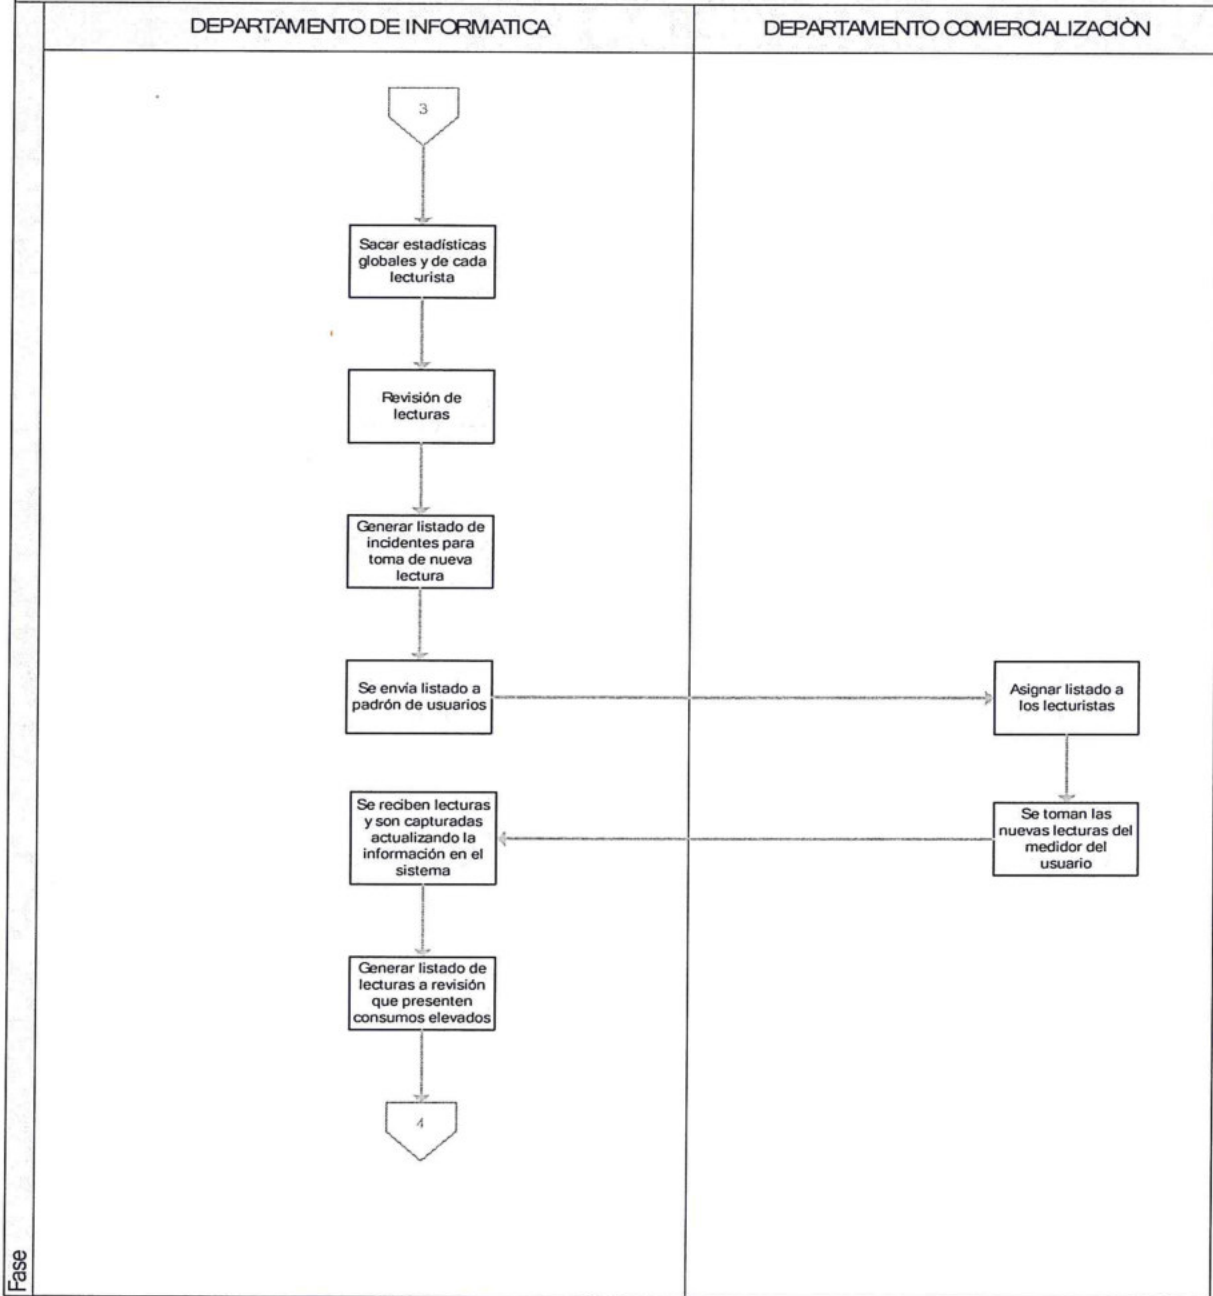 DEPARTAMENTO DE INFORMATICA
DEPARTAMENTO COMERCIALIZACIÒN
3
Sacar estadísticas
globales y de cada
lecturista
Revisión de
lecturas
Generar listado de
incidentes para
toma de nueva
lectura
Se envía listado a
padrón de usuarios
Asignar listado a
los lecturistas
Se toman las
nuevas lecturas del
medidor del
usuario
Se reciben lecturas
y son capturadas
actualizando la
información en el
sistema
Generar listado de
lecturas a revisión
que presenten
consumos elevados
4
Fase